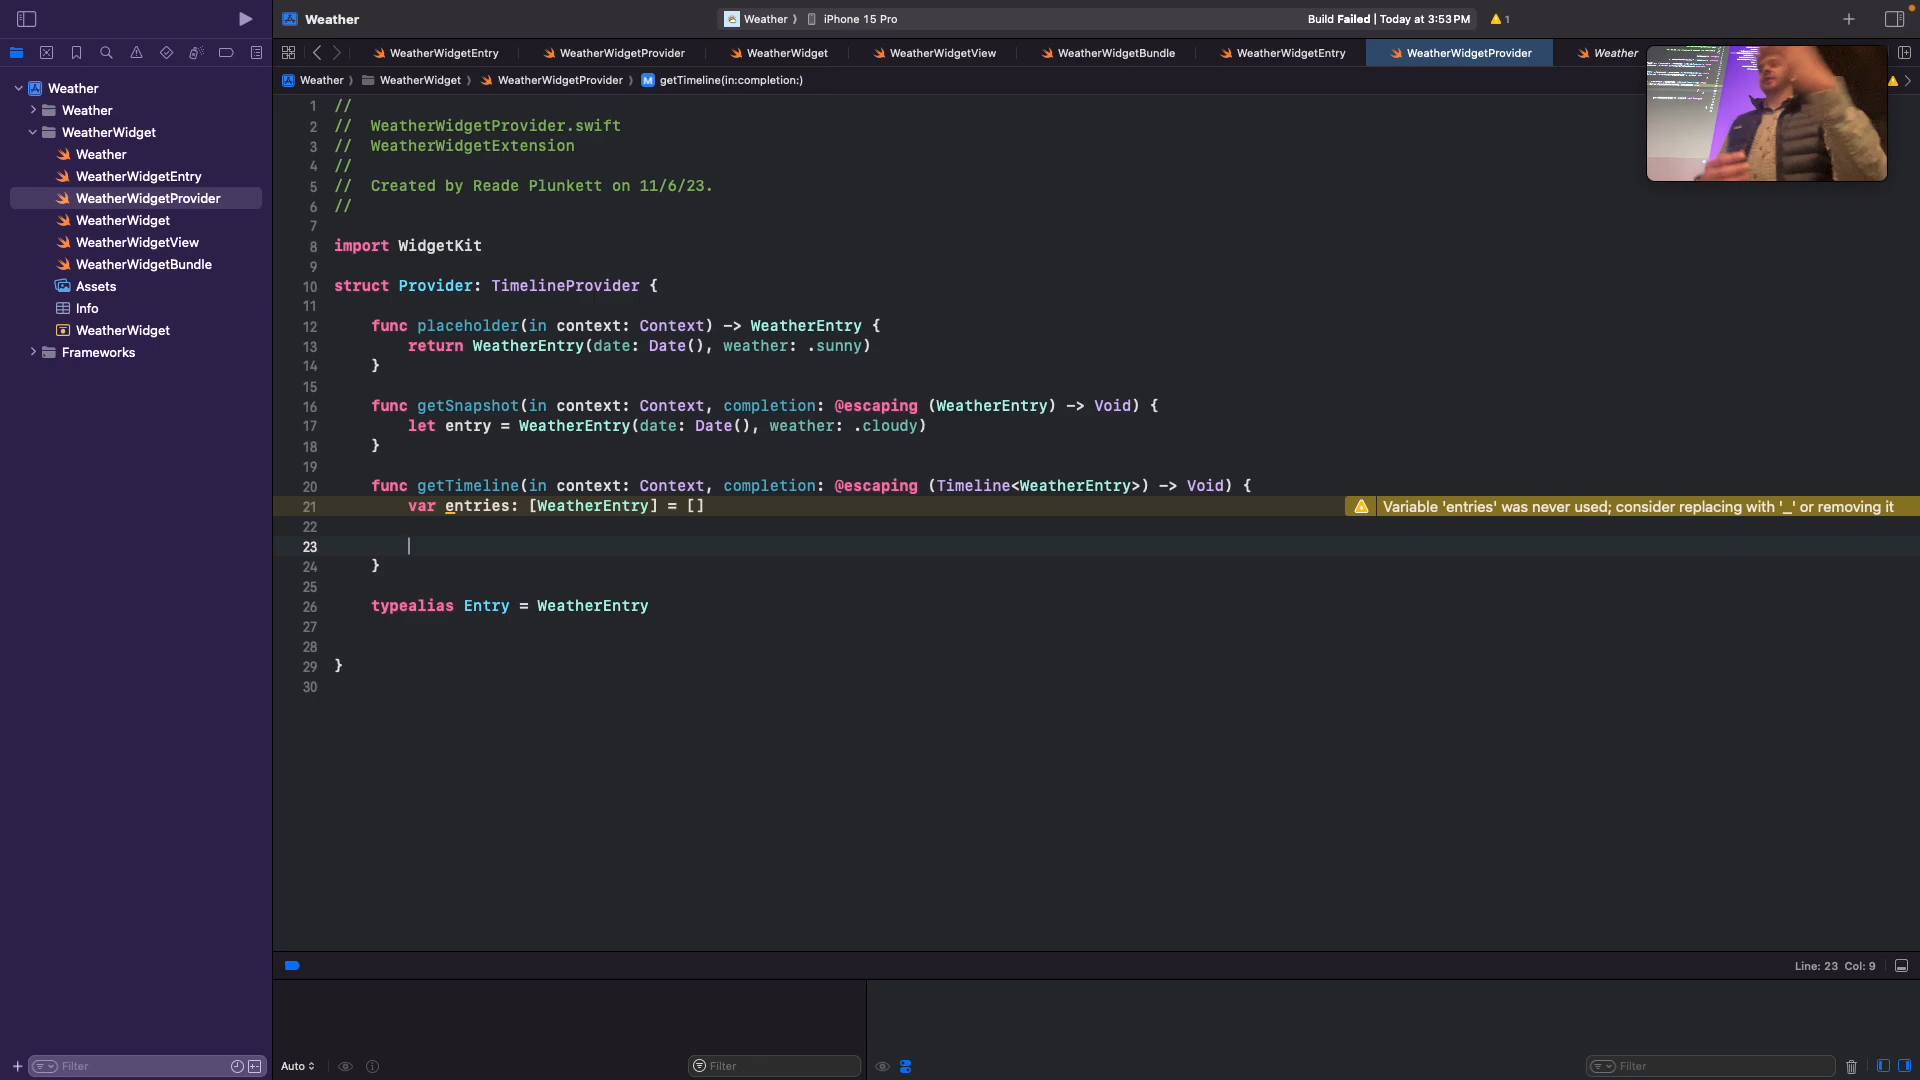 Weather
Weather
iPhone 15 Pro
Build Failed | Today at 3:53 PM
1
WeatherWidgetEntry
WeatherWidgetProvider
WeatherWidget
WeatherWidgetView
WeatherWidgetBundle
WeatherWidgetEntry
WeatherWidgetProvider
Weather
Weather
WeatherWidget
WeatherWidgetProvider
M getTimeline(in:completion:)
Weather
Weather
WeatherWidget
Weather
WeatherWidgetEntry
WeatherWidgetProvider
WeatherWidget
WeatherWidgetView
WeatherWidgetBundle
Assets
Info
WeatherWidget
Frameworks
1 //
2 //  WeatherWidgetProvider.swift
3 //  WeatherWidgetExtension
4 //
5 //  Created by Reade Plunkett on 11/6/23.
6 //
7
8 import WidgetKit
9
10 struct Provider: TimelineProvider {
11
12     func placeholder(in context: Context) -> WeatherEntry {
13         return WeatherEntry(date: Date(), weather: .sunny)
14     }
15
16     func getSnapshot(in context: Context, completion: @escaping (WeatherEntry) -> Void) {
17         let entry = WeatherEntry(date: Date(), weather: .cloudy)
18     }
19
20     func getTimeline(in context: Context, completion: @escaping (Timeline<WeatherEntry>) -> Void) {
21         var entries: [WeatherEntry] = []
Variable 'entries' was never used; consider replacing with '_' or removing it
22
23
24     }
25
26     typealias Entry = WeatherEntry
27
28
29 }
30
Line: 23 Col: 9
Filter
Auto
Filter
Filter